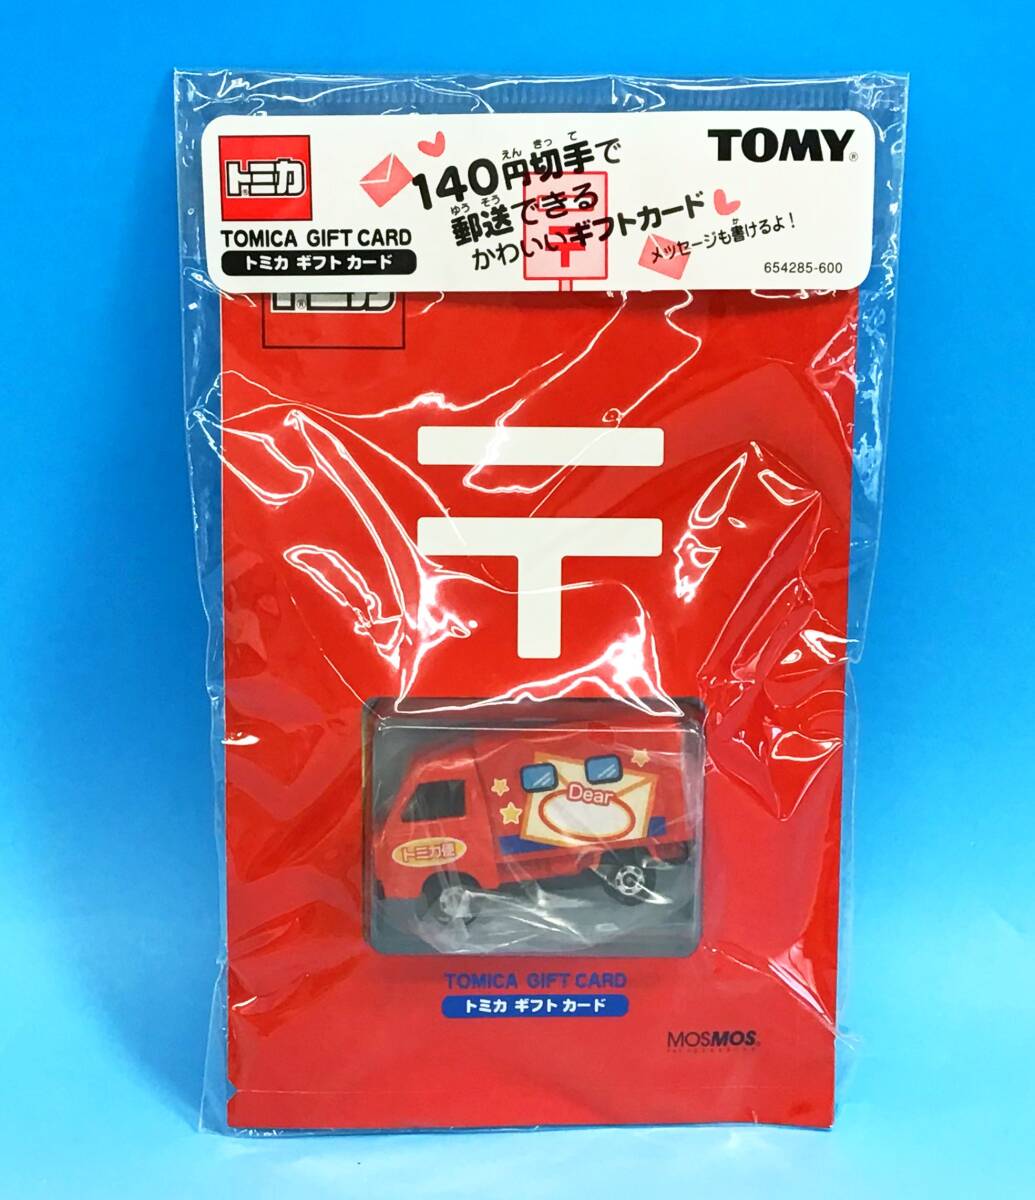 トミカ
TOMICA GIFT CARD
トミカ ギフト カード
140円切手で
えん きっ て
郵送できる
ゆう そう
かわいいギフトカード
メッセージも書けるよ!
か
TOMY®
654285-600
トミカ
〒
Dear
トミカ便
TOMICA GIFT CARD
トミカ ギフト カード
MOSMOS®